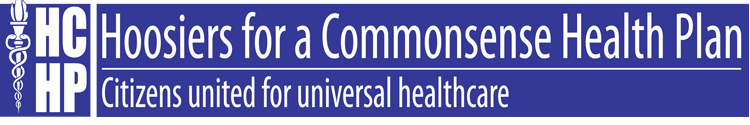 HC
HP
Hoosiers for a Commonsense Health Plan
Citizens united for universal healthcare